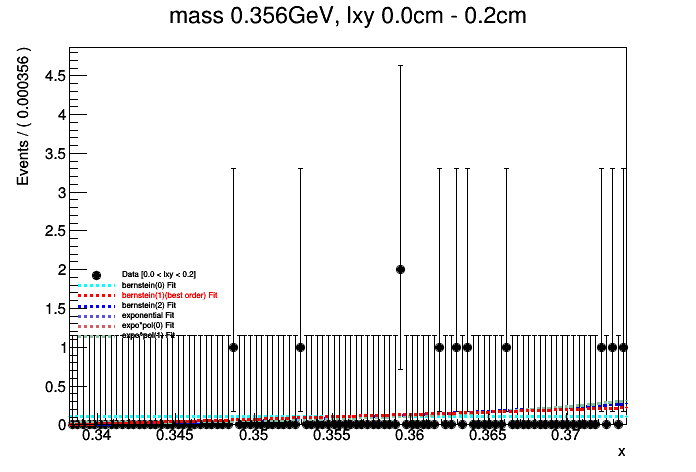 mass 0.356GeV, lxy 0.0cm - 0.2cm
Events / ( 0.000356 )
4.5
4
3.5
3
2.5
2
1.5
1
0.5
0
Data [0.0 < lxy < 0.2]
bernstein(0) Fit
bernstein(1)(best order) Fit
bernstein(2) Fit
exponential Fit
expo*pol(0) Fit
expo*pol(1) Fit
0.34 0.345 0.35 0.355 0.36 0.365 0.37
x